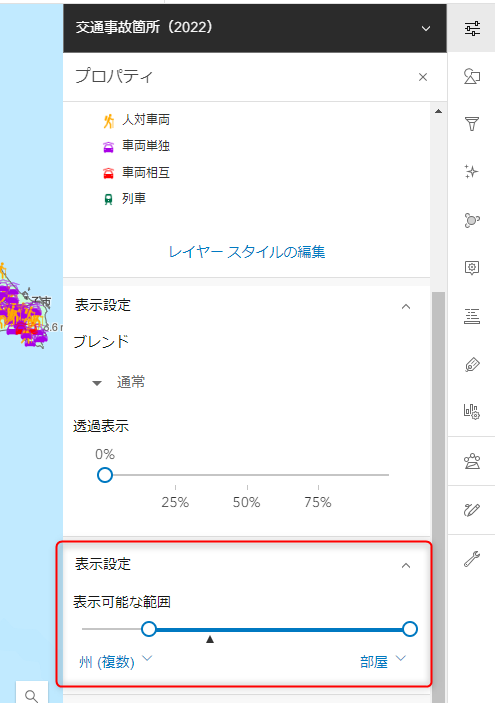 交通事故箇所（2022）
プロパティ
人対車両
車両単独
車両相互
列車
レイヤー スタイルの編集
表示設定
ブレンド
通常
透過表示
0%
25% 50% 75%
表示設定
表示可能な範囲
州 (複数) 部屋